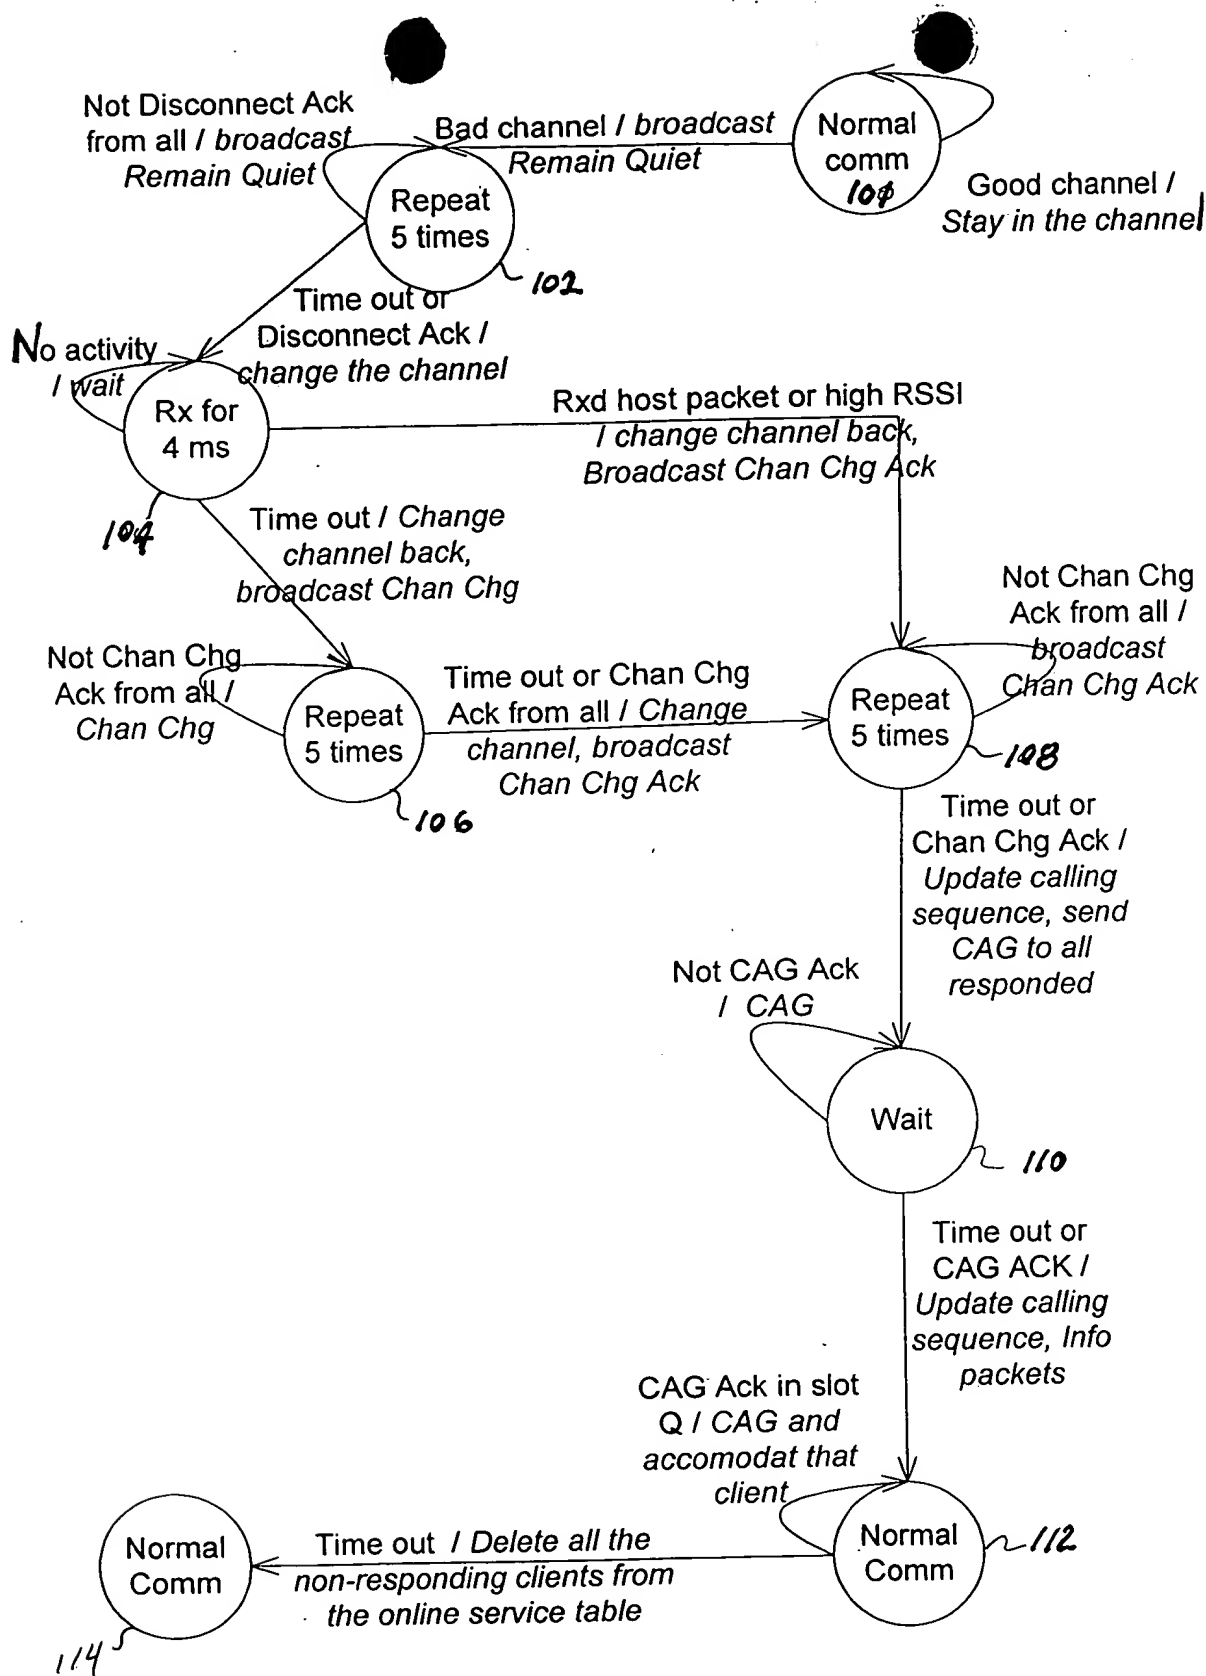 Not Disconnect Ack
from all / broadcast
Remain Quiet
Bad channel / broadcast
Remain Quiet
Normal
comm
100
Good channel /
Stay in the channel
Repeat
5 times
102
Time out or
Disconnect Ack /
change the channel
No activity
/ wait
Rx for
4 ms
104
Rxd host packet or high RSSI
/ change channel back,
Broadcast Chan Chg Ack
Time out / Change
channel back,
broadcast Chan Chg
Not Chan Chg
Ack from all /
broadcast
Chan Chg Ack
Not Chan Chg
Ack from all /
Chan Chg
Repeat
5 times
106
Time out or Chan Chg
Ack from all / Change
channel, broadcast
Chan Chg Ack
Repeat
5 times
108
Time out or
Chan Chg Ack /
Update calling
sequence, send
CAG to all
responded
Not CAG Ack
/ CAG
Wait
110
Time out or
CAG ACK /
Update calling
sequence, Info
packets
CAG Ack in slot
Q / CAG and
accomodat that
client
Normal
Comm
112
Time out / Delete all the
non-responding clients from
the online service table
Normal
Comm
114